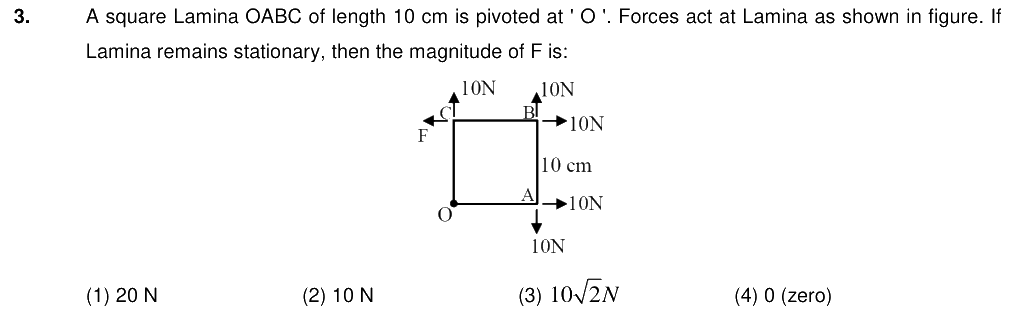 3. A square Lamina OABC of length 10 cm is pivoted at ' O '. Forces act at Lamina as shown in figure. If
Lamina remains stationary, then the magnitude of F is:
10N 10N
C B
10N
F
10 cm
A 10N
O
10N
(1) 20 N (2) 10 N (3) 10√2N (4) 0 (zero)